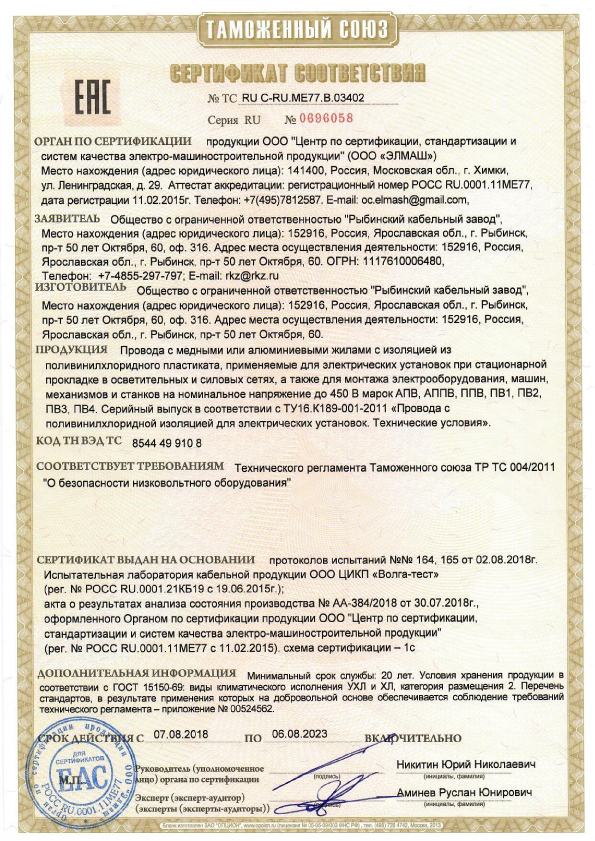 ТАМОЖЕННЫЙ СОЮЗ
СЕРТИФИКАТ СООТВЕТСТВИЯ
ЕАС
№ ТС RU C-RU.ME77.B.03402
Серия RU № 0696058
ОРГАН ПО СЕРТИФИКАЦИИ продукции ООО "Центр по сертификации, стандартизации и
систем качества электро-машиностроительной продукции" (ООО «ЭЛМАШ»)
Место нахождения (адрес юридического лица): 141400, Россия, Московская обл., г. Химки,
ул. Ленинградская, д. 29. Аттестат аккредитации: регистрационный номер РОСС RU.0001.11МЕ77,
дата регистрации 11.02.2015г. Телефон: +7(495)7812587. E-mail: oc.elmash@gmail.com,
ЗАЯВИТЕЛЬ Общество с ограниченной ответственностью "Рыбинский кабельный завод",
Место нахождения (адрес юридического лица): 152916, Россия, Ярославская обл., г. Рыбинск,
пр-т 50 лет Октября, 60, оф. 316. Адрес места осуществления деятельности: 152916, Россия,
Ярославская обл., г. Рыбинск, пр-т 50 лет Октября, 60. ОГРН: 1117610006480,
Телефон: +7-4855-297-797; E-mail: rkz@rkz.ru
ИЗГОТОВИТЕЛЬ Общество с ограниченной ответственностью "Рыбинский кабельный завод",
Место нахождения (адрес юридического лица): 152916, Россия, Ярославская обл., г. Рыбинск,
пр-т 50 лет Октября, 60, оф. 316. Адрес места осуществления деятельности: 152916, Россия,
Ярославская обл., г. Рыбинск, пр-т 50 лет Октября, 60.
ПРОДУКЦИЯ Провода с медными или алюминиевыми жилами с изоляцией из
поливинилхлоридного пластиката, применяемые для электрических установок при стационарной
прокладке в осветительных и силовых сетях, а также для монтажа электрооборудования, машин,
механизмов и станков на номинальное напряжение до 450 В марок АПВ, АППВ, ППВ, ПВ1, ПВ2,
ПВ3, ПВ4. Серийный выпуск в соответствии с ТУ16.К189-001-2011 «Провода с
поливинилхлоридной изоляцией для электрических установок. Технические условия».
КОД ТН ВЭД ТС 8544 49 910 8
СООТВЕТСТВУЕТ ТРЕБОВАНИЯМ Технического регламента Таможенного союза ТР ТС 004/2011
"О безопасности низковольтного оборудования"
СЕРТИФИКАТ ВЫДАН НА ОСНОВАНИИ протоколов испытаний №№ 164, 165 от 02.08.2018г.
Испытательная лаборатория кабельной продукции ООО ЦИКП «Волга-тест»
(рег. № РОСС RU.0001.21КБ19 с 19.06.2015г.);
акта о результатах анализа состояния производства № АА-384/2018 от 30.07.2018г.,
оформленного Органом по сертификации продукции ООО "Центр по сертификации,
стандартизации и систем качества электро-машиностроительной продукции"
(рег. № РОСС RU.0001.11МЕ77 с 11.02.2015). схема сертификации – 1с
ДОПОЛНИТЕЛЬНАЯ ИНФОРМАЦИЯ Минимальный срок службы: 20 лет. Условия хранения продукции в
соответствии с ГОСТ 15150-69: виды климатического исполнения УХЛ и ХЛ, категория размещения 2. Перечень
стандартов, в результате применения которых на добровольной основе обеспечивается соблюдение требований
технического регламента – приложение № 00524562.
СРОК ДЕЙСТВИЯ С 07.08.2018 ПО 06.08.2023 ВКЛЮЧИТЕЛЬНО
ДЛЯ
СЕРТИФИКАТОВ
ЕАС
РОСС RU.0001.11МЕ77
М.П.
Руководитель (уполномоченное
лицо) органа по сертификации
(подпись)
Никитин Юрий Николаевич
(инициалы, фамилия)
Эксперт (эксперт-аудитор)
(эксперты (эксперты-аудиторы))
(подпись)
Аминев Руслан Юнирович
(инициалы, фамилия)